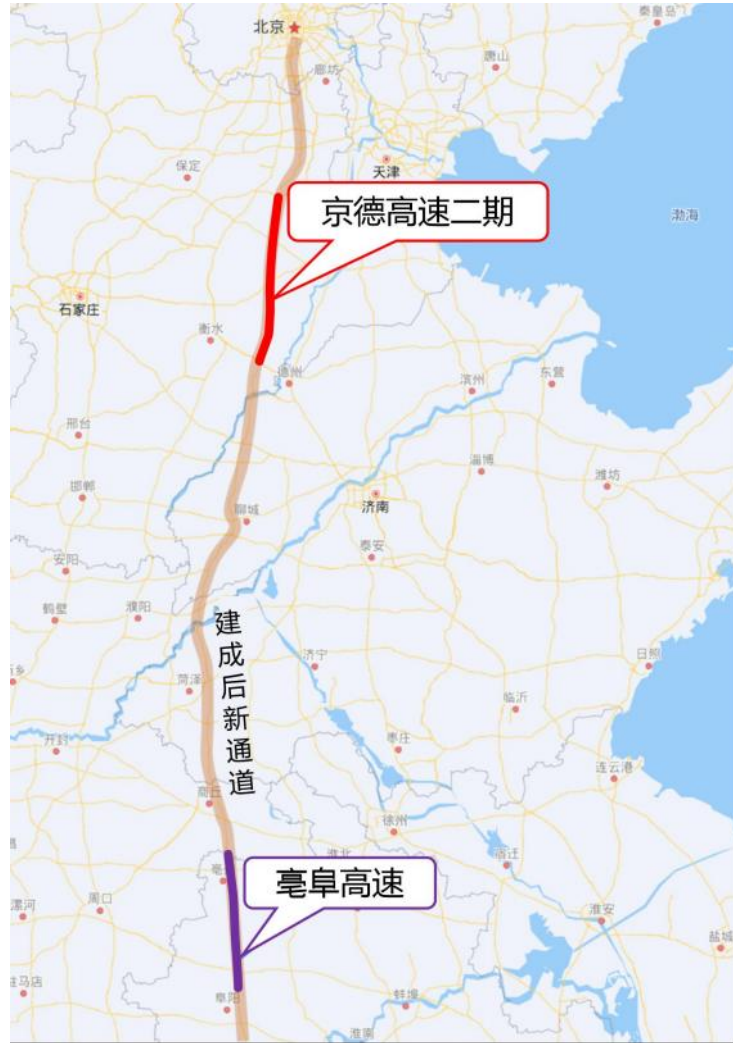 秦皇岛
北京
廊坊
唐山
保定
天津
京德高速二期
渤海
石家庄
衡水
德州
滨州
东营
邢台
淄博
潍坊
邯郸
聊城
济南
泰安
安阳
鹤壁
濮阳
建成后新通道
济宁
日照
菏泽
临沂
开封
枣庄
连云港
商丘
徐州
淮北
宿迁
亳阜高速
周口
漯河
淮安
盐城
驻马店
阜阳
蚌埠
淮南